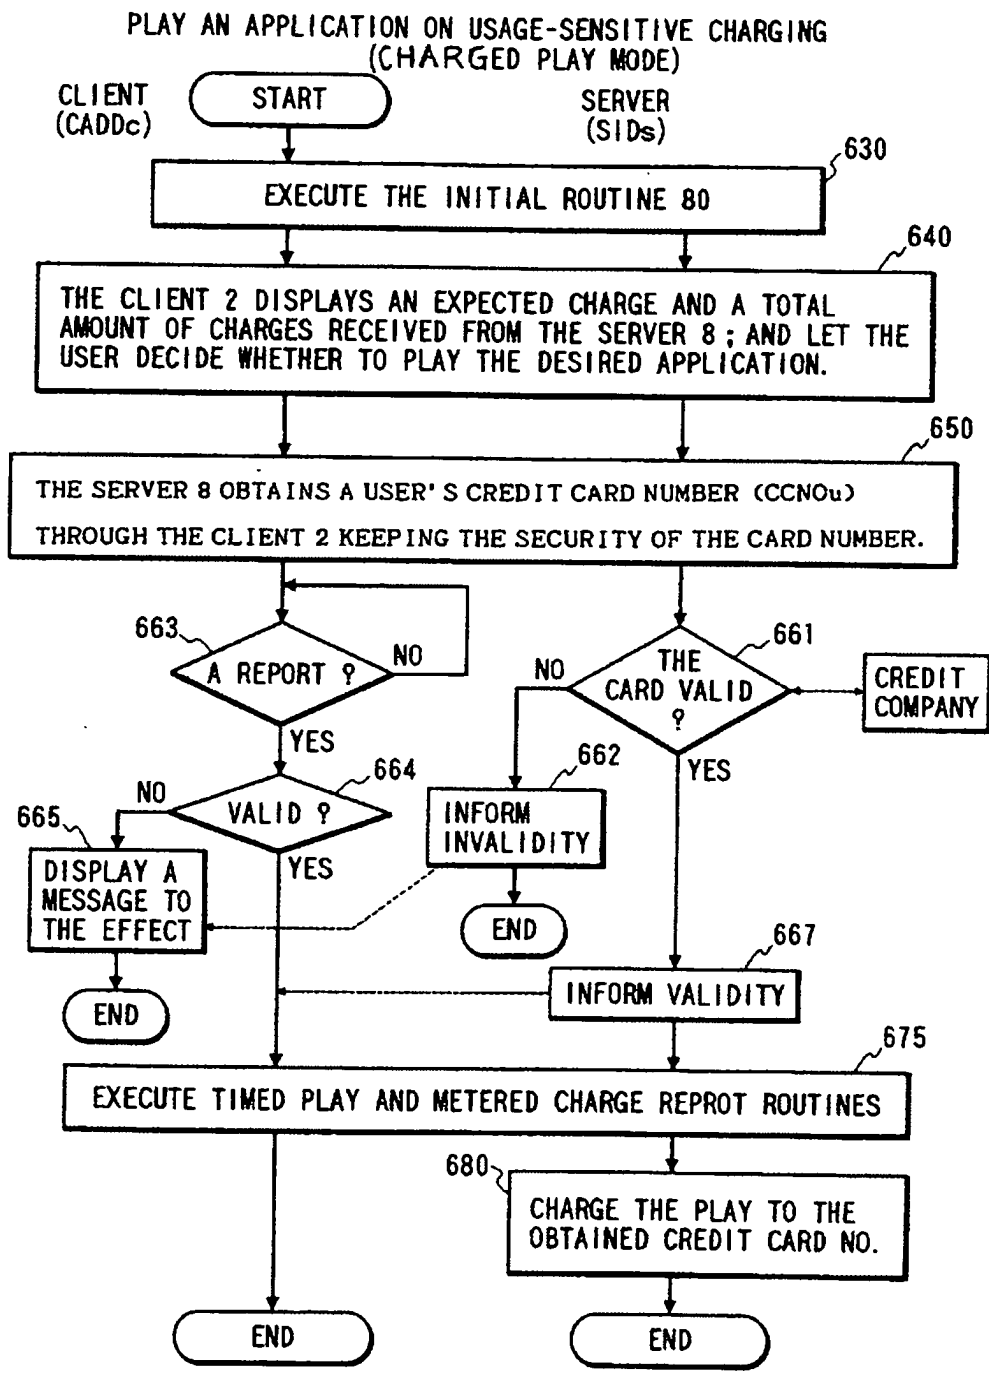 PLAY AN APPLICATION ON USAGE-SENSITIVE CHARGING
(CHARGED PLAY MODE)
CLIENT
(CADDc)
START
SERVER
(SIDs)
630
EXECUTE THE INITIAL ROUTINE 80
640
THE CLIENT 2 DISPLAYS AN EXPECTED CHARGE AND A TOTAL
AMOUNT OF CHARGES RECEIVED FROM THE SERVER 8; AND LET THE
USER DECIDE WHETHER TO PLAY THE DESIRED APPLICATION.
650
THE SERVER 8 OBTAINS A USER'S CREDIT CARD NUMBER (CCNOu)
THROUGH THE CLIENT 2 KEEPING THE SECURITY OF THE CARD NUMBER.
663
A REPORT ?
NO
YES
661
THE
CARD VALID
?
NO
YES
CREDIT
COMPANY
664
VALID ?
NO
YES
662
INFORM
INVALIDITY
END
665
DISPLAY A
MESSAGE TO
THE EFFECT
END
667
INFORM VALIDITY
675
EXECUTE TIMED PLAY AND METERED CHARGE REPROT ROUTINES
680
CHARGE THE PLAY TO THE
OBTAINED CREDIT CARD NO.
END
END